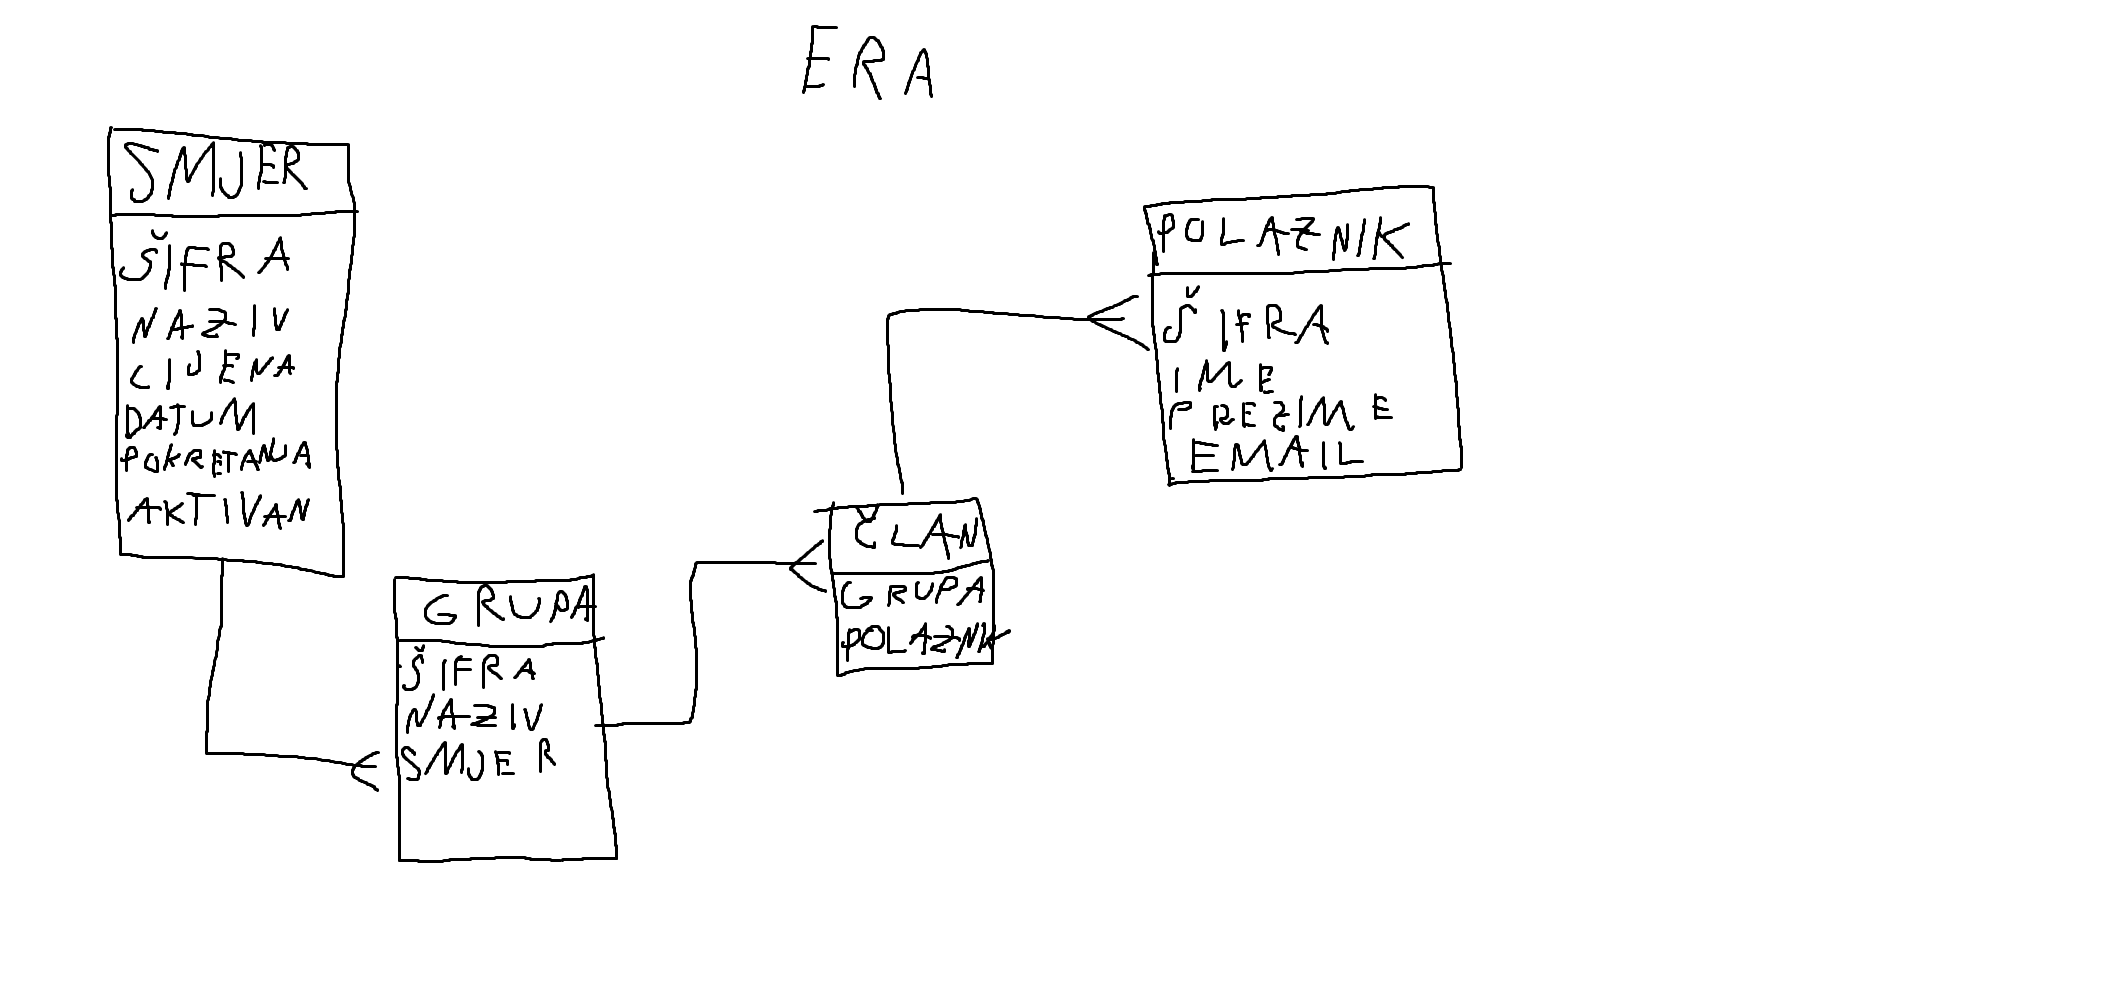 ERA
SMJER
ŠIFRA
NAZIV
CIJENA
DATUM
POKRETANJA
AKTIVAN
GRUPA
ŠIFRA
NAZIV
SMJER
ČLAN
GRUPA
POLAZNIK
POLAZNIK
ŠIFRA
IME
PREZIME
EMAIL